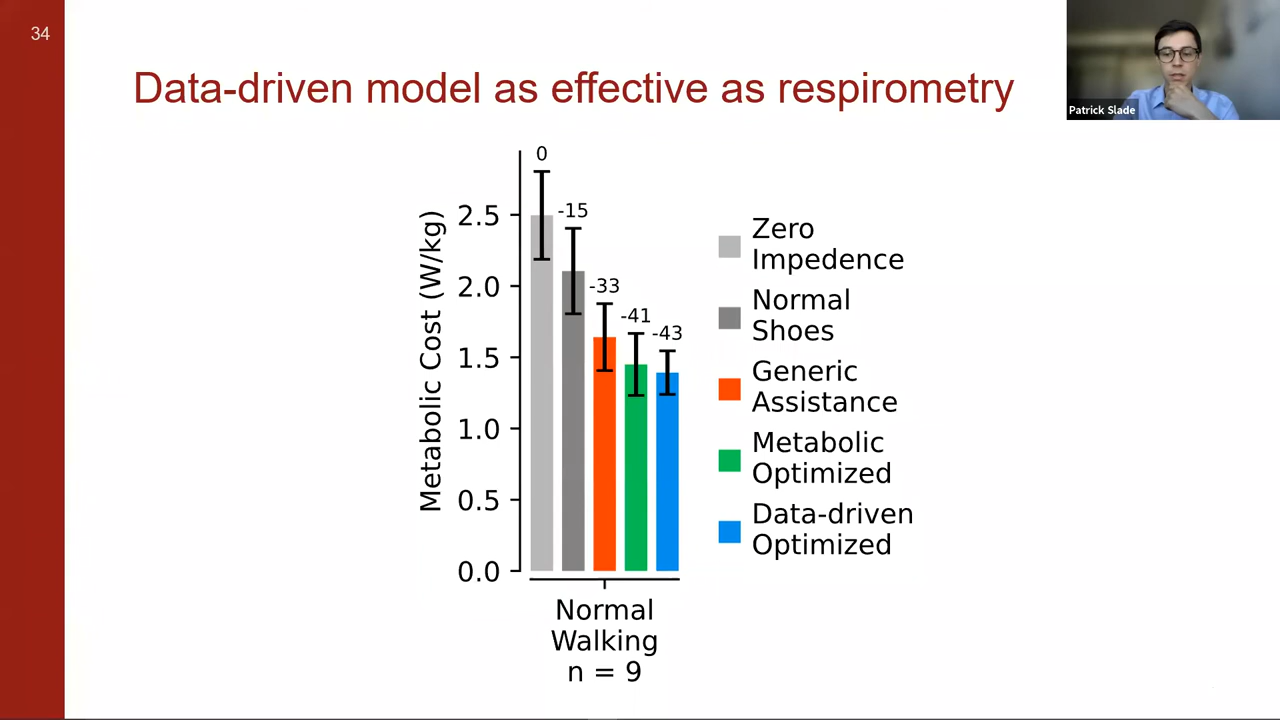 34
Data-driven model as effective as respirometry
Patrick Slade
0
-15
-33
-41
-43
Metabolic Cost (W/kg)
2.5
2.0
1.5
1.0
0.5
0.0
Zero
Impedence
Normal
Shoes
Generic
Assistance
Metabolic
Optimized
Data-driven
Optimized
Normal
Walking
n = 9